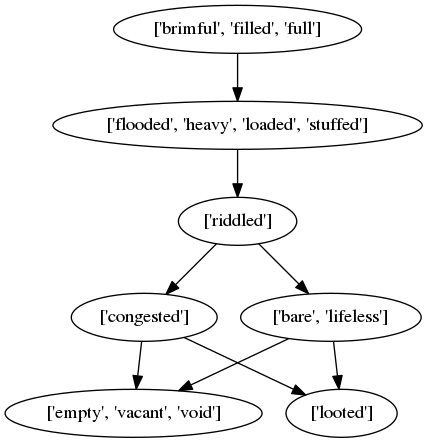 ['brimful', 'filled', 'full']
['flooded', 'heavy', 'loaded', 'stuffed']
['riddled']
['congested']
['bare', 'lifeless']
['empty', 'vacant', 'void']
['looted']